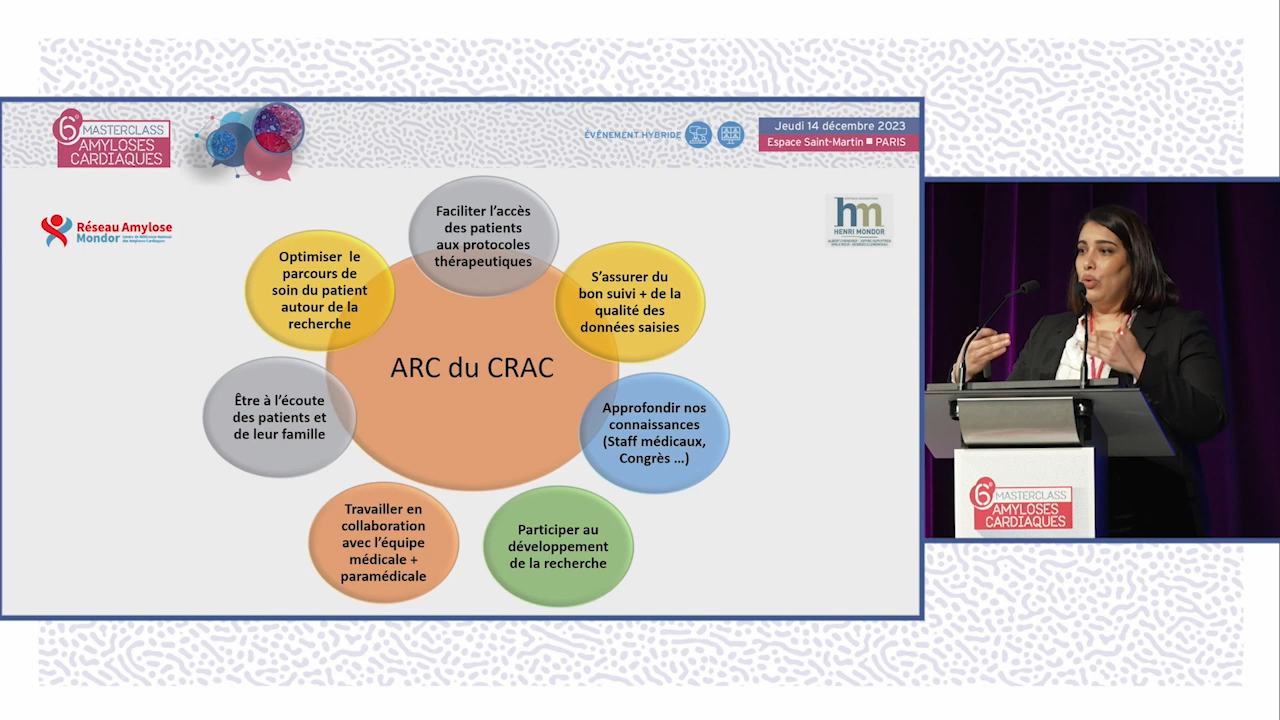 6e
MASTERCLASS
AMYLOSES
CARDIAQUES
ÉVÉNEMENT HYBRIDE
Jeudi 14 décembre 2023
Espace Saint-Martin ■ PARIS
Réseau Amylose
Mondor
hm
HENRI MONDOR
Faciliter l’accès
des patients
aux protocoles
thérapeutiques
Optimiser le
parcours de
soin du patient
autour de la
recherche
S’assurer du
bon suivi + de la
qualité des
données saisies
ARC du CRAC
Être à l’écoute
des patients et
de leur famille
Approfondir nos
connaissances
(Staff médicaux,
Congrès …)
Travailler en
collaboration
avec l’équipe
médicale +
paramédicale
Participer au
développement
de la recherche
6e
MASTERCLASS
AMYLOSES
CARDIAQUES